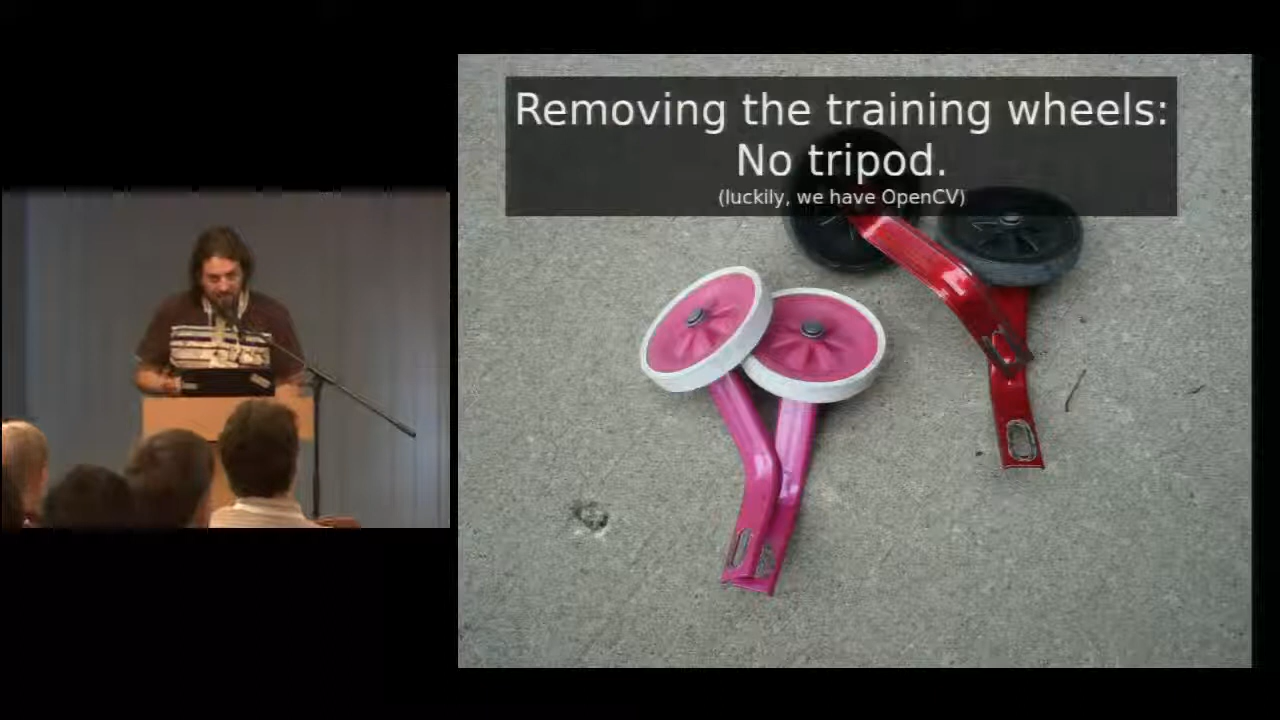 Removing the training wheels:
No tripod.
(luckily, we have OpenCV)